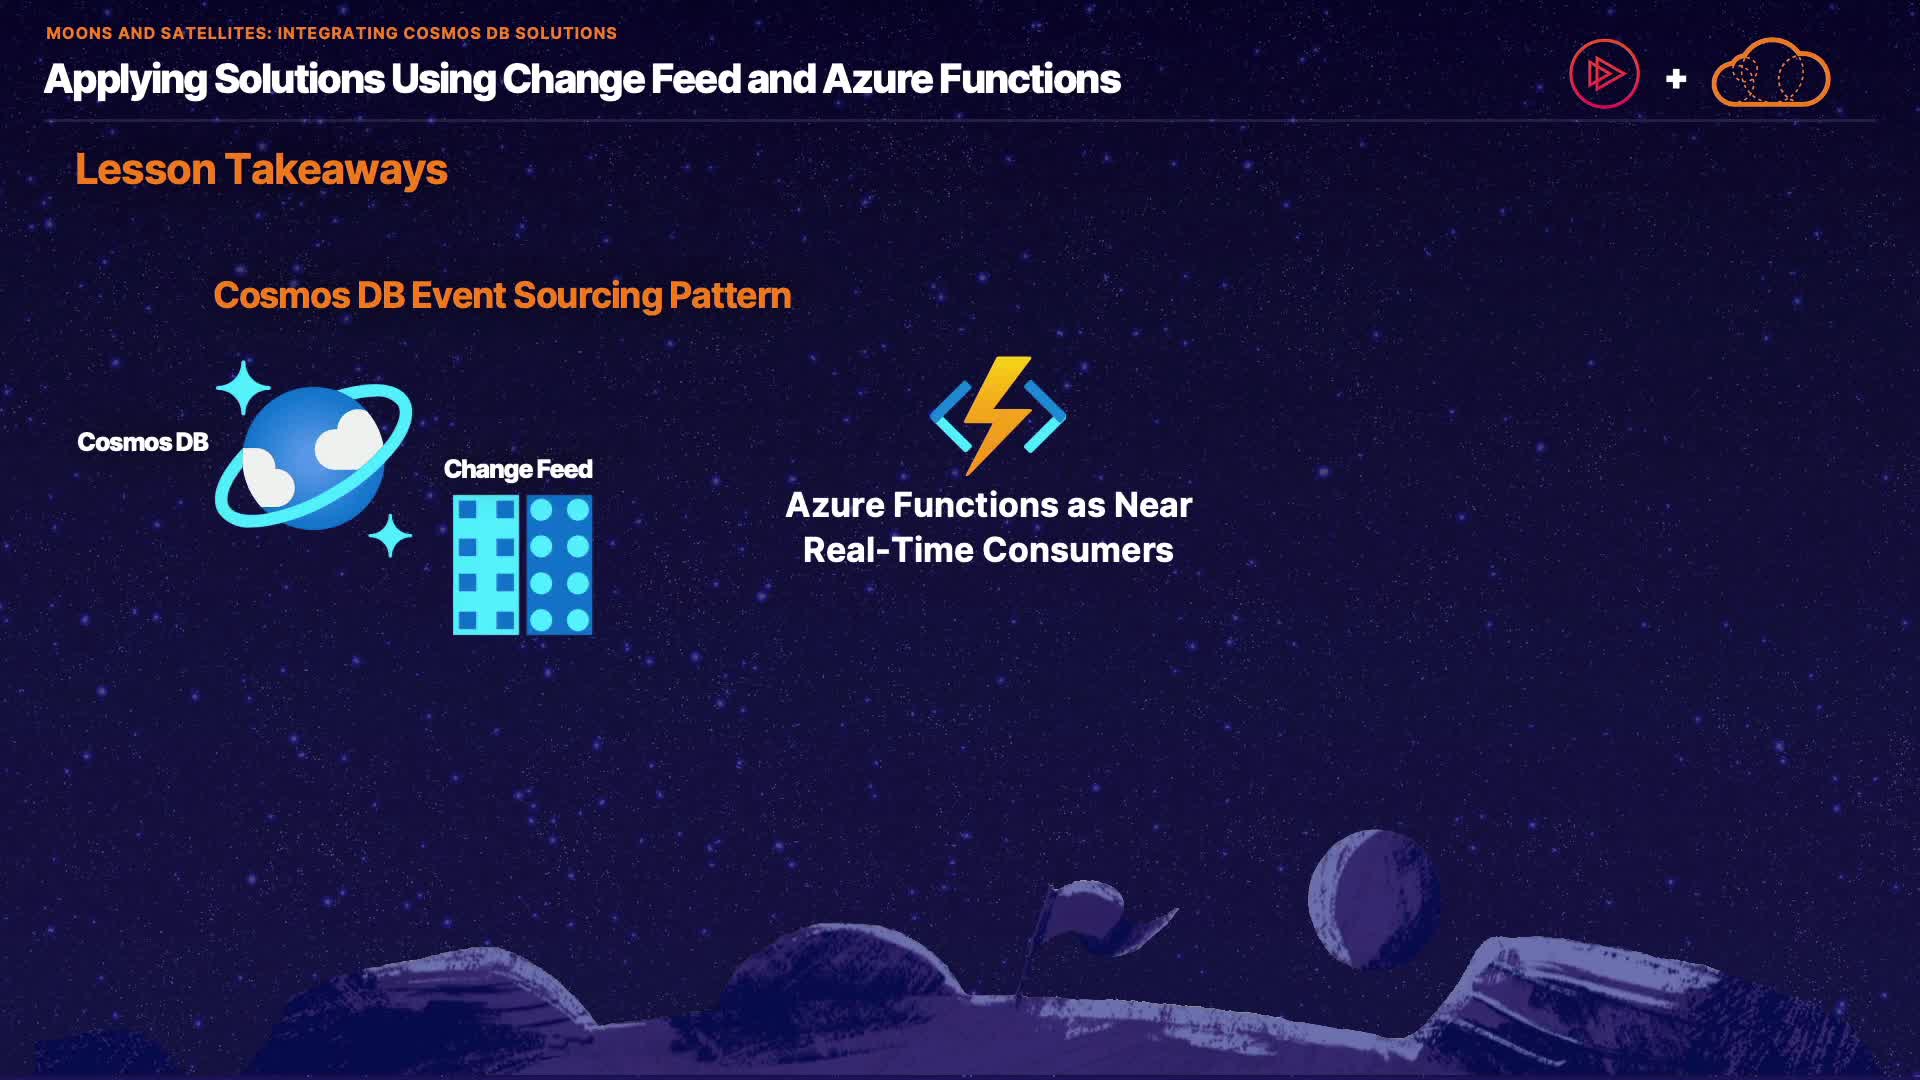 MOONS AND SATELLITES: INTEGRATING COSMOS DB SOLUTIONS
Applying Solutions Using Change Feed and Azure Functions
+
Lesson Takeaways
Cosmos DB Event Sourcing Pattern
Cosmos DB
Change Feed
Azure Functions as Near
Real-Time Consumers